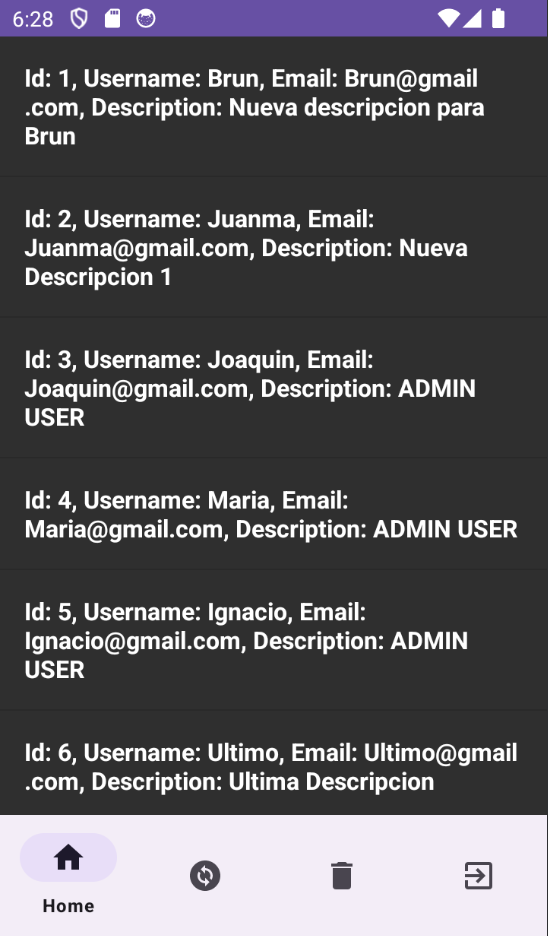 6:28
Id: 1, Username: Brun, Email: Brun@gmail
.com, Description: Nueva descripcion para
Brun
Id: 2, Username: Juanma, Email:
Juanma@gmail.com, Description: Nueva
Descripcion 1
Id: 3, Username: Joaquin, Email:
Joaquin@gmail.com, Description: ADMIN
USER
Id: 4, Username: Maria, Email:
Maria@gmail.com, Description: ADMIN USER
Id: 5, Username: Ignacio, Email:
Ignacio@gmail.com, Description: ADMIN
USER
Id: 6, Username: Ultimo, Email: Ultimo@gmail
.com, Description: Ultima Descripcion
Home